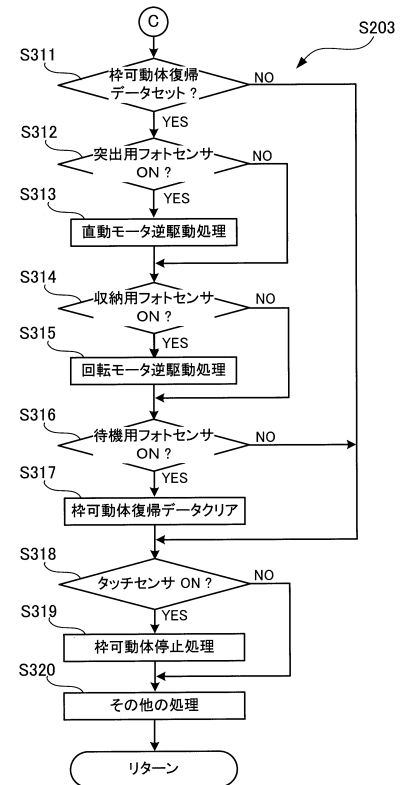 C
S203
S311
枠可動体復帰
データセット？
NO
YES
S312
突出用フォトセンサ
ON？
NO
YES
S313
直動モータ逆駆動処理
S314
収納用フォトセンサ
ON？
NO
YES
S315
回転モータ逆駆動処理
S316
待機用フォトセンサ
ON？
NO
YES
S317
枠可動体復帰データクリア
S318
タッチセンサ ON？
NO
YES
S319
枠可動体停止処理
S320
その他の処理
リターン